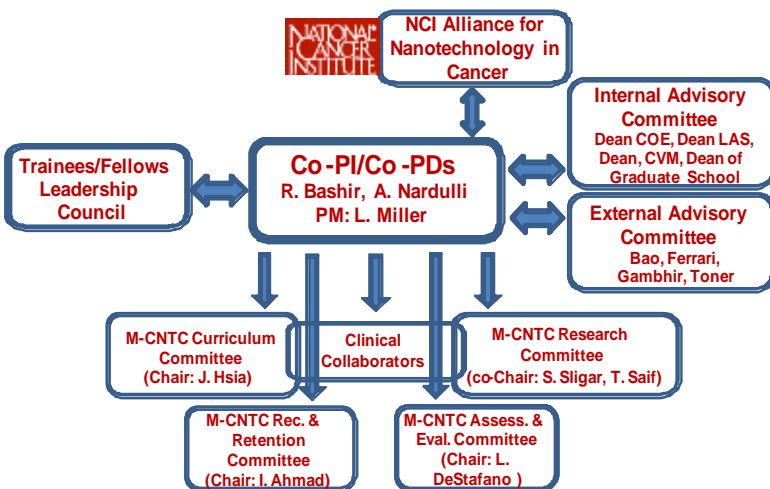 NATIONAL
CANCER
INSTITUTE
NCI Alliance for
Nanotechnology in
Cancer
Internal Advisory
Committee
Dean COE, Dean LAS,
Dean, CVM, Dean of
Graduate School
Trainees/Fellows
Leadership
Council
Co-PI/Co-PDs
R. Bashir, A. Nardulli
PM: L. Miller
External Advisory
Committee
Bao, Ferrari,
Gambhir, Toner
M-CNTC Curriculum
Committee
(Chair: J. Hsia)
Clinical
Collaborators
M-CNTC Research
Committee
(co-Chair: S. Sligar, T. Saif)
M-CNTC Rec. &
Retention
Committee
(Chair: I. Ahmad)
M-CNTC Assess. &
Eval. Committee
(Chair: L.
DeStafano )